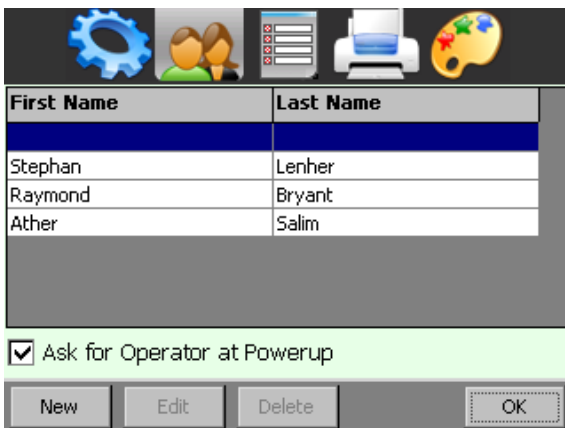 First Name Last Name
Stephan Lenher
Raymond Bryant
Ather Salim
Ask for Operator at Powerup
New Edit Delete OK